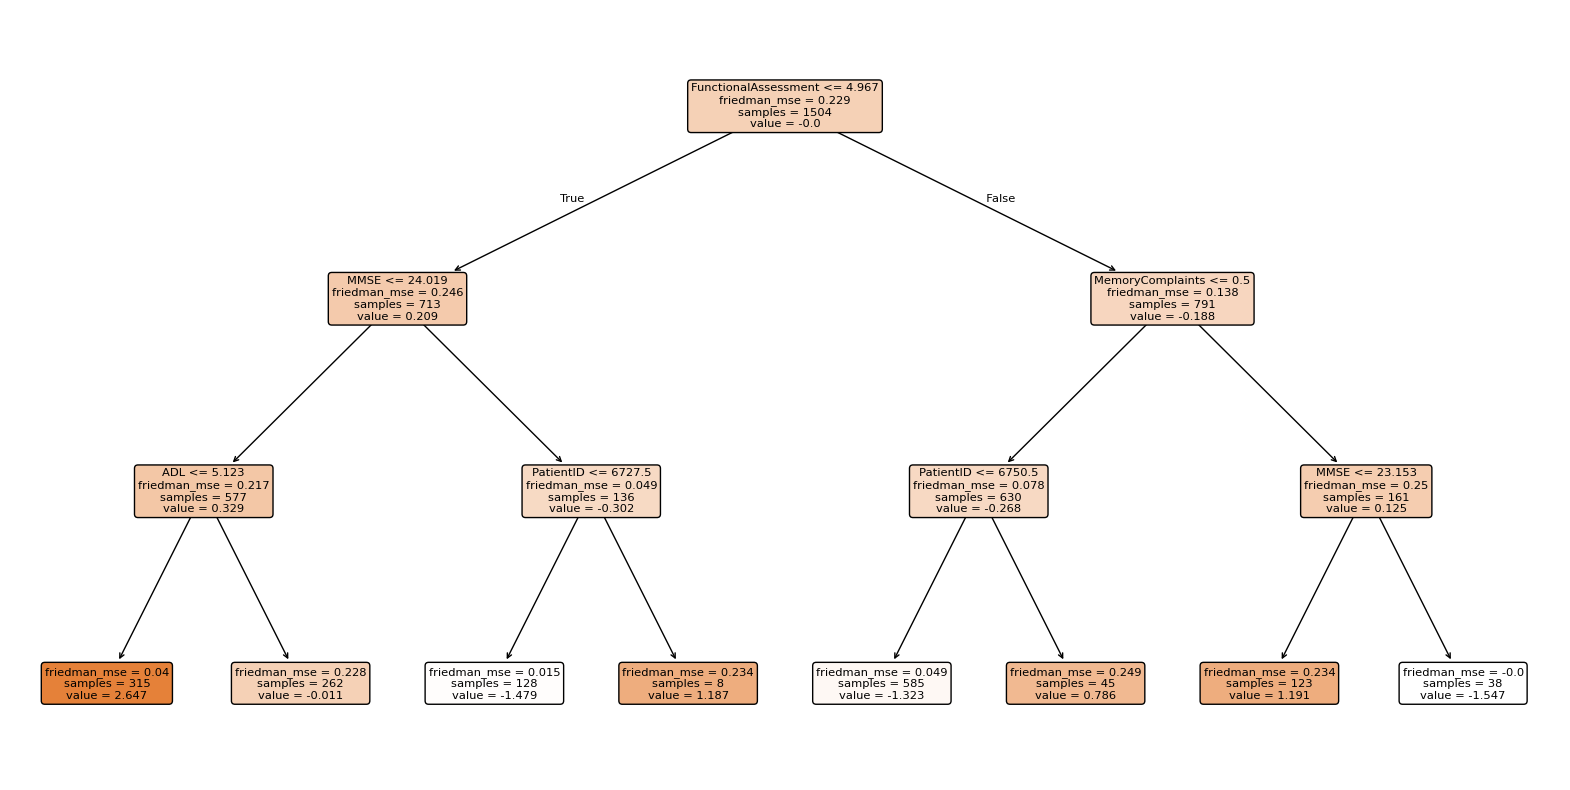 FunctionalAssessment <= 4.967
friedman_mse = 0.229
samples = 1504
value = -0.0
True
False
MMSE <= 24.019
friedman_mse = 0.246
samples = 713
value = 0.209
MemoryComplaints <= 0.5
friedman_mse = 0.138
samples = 791
value = -0.188
ADL <= 5.123
friedman_mse = 0.217
samples = 577
value = 0.329
PatientID <= 6727.5
friedman_mse = 0.049
samples = 136
value = -0.302
PatientID <= 6750.5
friedman_mse = 0.078
samples = 630
value = -0.268
MMSE <= 23.153
friedman_mse = 0.25
samples = 161
value = 0.125
friedman_mse = 0.04
samples = 315
value = 2.647
friedman_mse = 0.228
samples = 262
value = -0.011
friedman_mse = 0.015
samples = 128
value = -1.479
friedman_mse = 0.234
samples = 8
value = 1.187
friedman_mse = 0.049
samples = 585
value = -1.323
friedman_mse = 0.249
samples = 45
value = 0.786
friedman_mse = 0.234
samples = 123
value = 1.191
friedman_mse = -0.0
samples = 38
value = -1.547